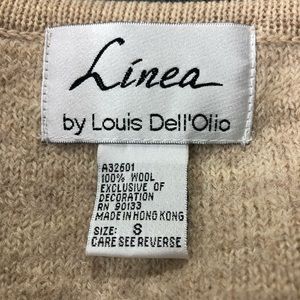 Linea
by Louis Dell'Olio
A32601
100% WOOL
EXCLUSIVE OF
DECORATION
RN 90133
MADE IN HONG KONG
SIZE: S
CARE SEE REVERSE